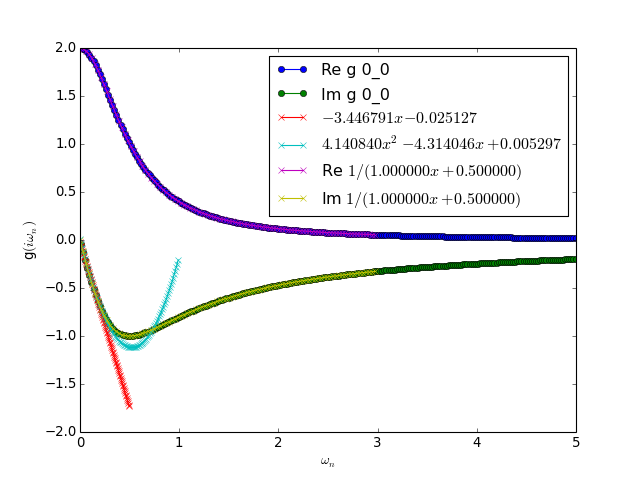 2.0
1.5
1.0
0.5
0.0
−0.5
−1.0
−1.5
−2.0
g(iωₙ)
0 1 2 3 4 5
ωₙ
Re g 0_0
Im g 0_0
−3.446791x−0.025127
4.140840x² −4.314046x+0.005297
Re 1/(1.000000x+0.500000)
Im 1/(1.000000x+0.500000)